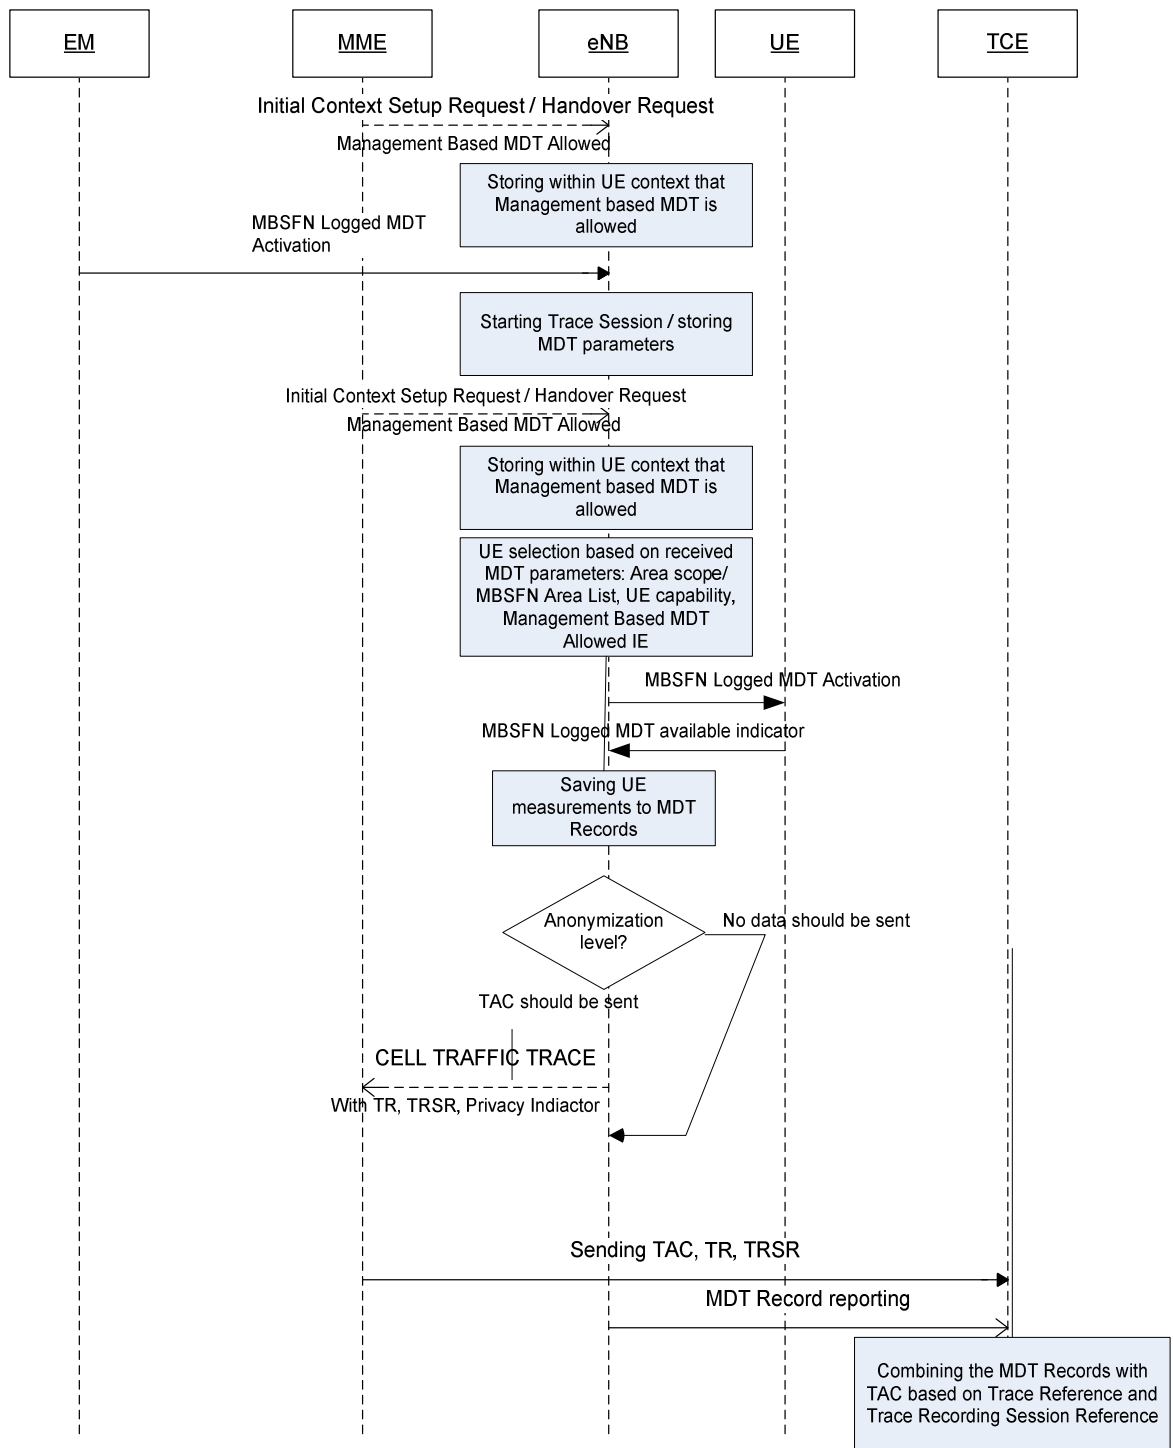 EM
MME
eNB
UE
TCE
Initial Context Setup Request / Handover Request
Management Based MDT Allowed
Storing within UE context that
Management based MDT is
allowed
MBSFN Logged MDT
Activation
Starting Trace Session / storing
MDT parameters
Initial Context Setup Request / Handover Request
Management Based MDT Allowed
Storing within UE context that
Management based MDT is
allowed
UE selection based on received
MDT parameters: Area scope/
MBSFN Area List, UE capability,
Management Based MDT
Allowed IE
MBSFN Logged MDT Activation
MBSFN Logged MDT available indicator
Saving UE
measurements to MDT
Records
Anonymization
level?
No data should be sent
TAC should be sent
CELL TRAFFIC TRACE
With TR, TRSR, Privacy Indiactor
Sending TAC, TR, TRSR
MDT Record reporting
Combining the MDT Records with
TAC based on Trace Reference and
Trace Recording Session Reference